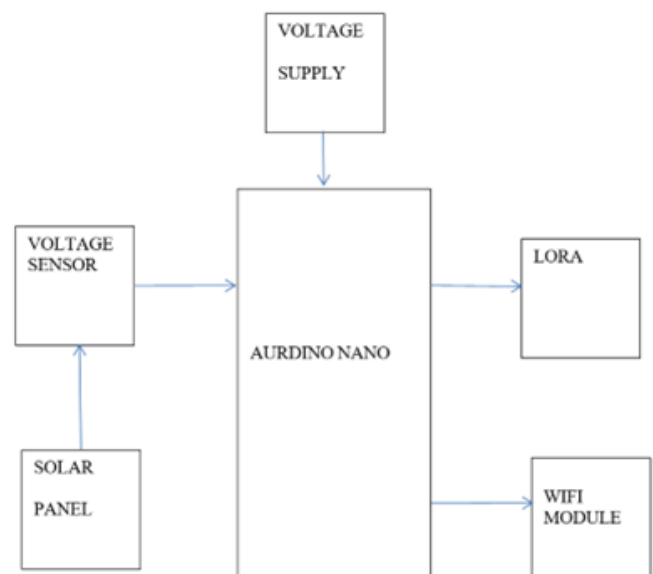 VOLTAGE
SUPPLY
VOLTAGE
SENSOR
LORA
AURDINO NANO
SOLAR
PANEL
WIFI
MODULE